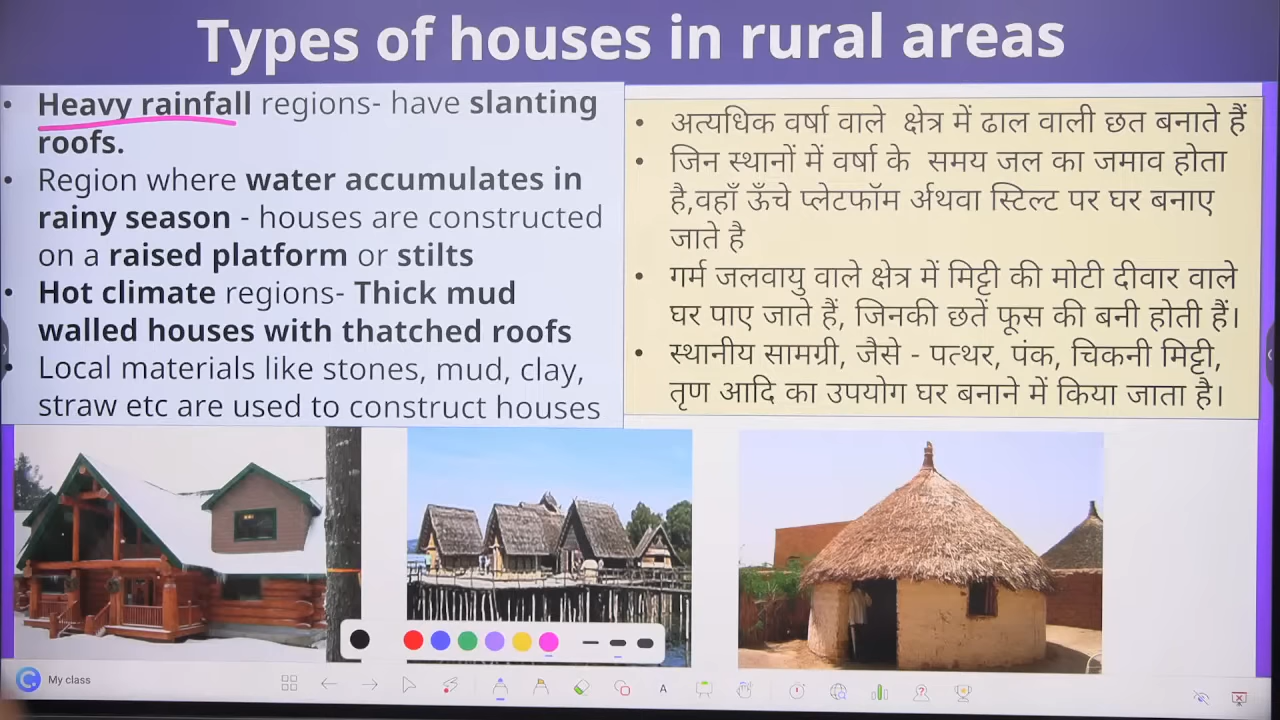 Types of houses in rural areas
• Heavy rainfall regions- have slanting
roofs.
• Region where water accumulates in
rainy season - houses are constructed
on a raised platform or stilts
• Hot climate regions- Thick mud
walled houses with thatched roofs
• Local materials like stones, mud, clay,
straw etc are used to construct houses
• अत्यधिक वर्षा वाले क्षेत्र में ढाल वाली छत बनाते हैं
• जिन स्थानों में वर्षा के समय जल का जमाव होता
है,वहाँ ऊँचे प्लेटफॉम र्अथवा स्टिल्ट पर घर बनाए
जाते है
• गर्म जलवायु वाले क्षेत्र में मिट्टी की मोटी दीवार वाले
घर पाए जाते हैं, जिनकी छतें फूस की बनी होती हैं।
• स्थानीय सामग्री, जैसे - पत्थर, पंक, चिकनी मिट्टी,
तृण आदि का उपयोग घर बनाने में किया जाता है।
My class
A